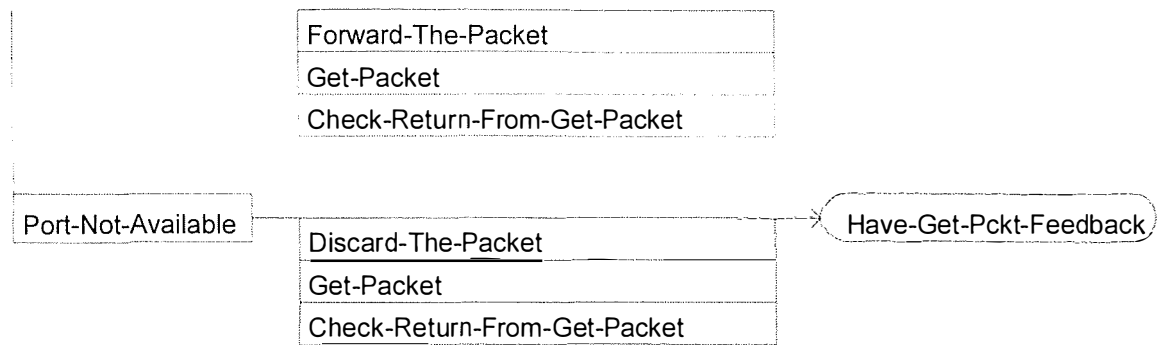 Forward-The-Packet
Get-Packet
Check-Return-From-Get-Packet
Port-Not-Available
Have-Get-Pckt-Feedback
Discard-The-Packet
Get-Packet
Check-Return-From-Get-Packet